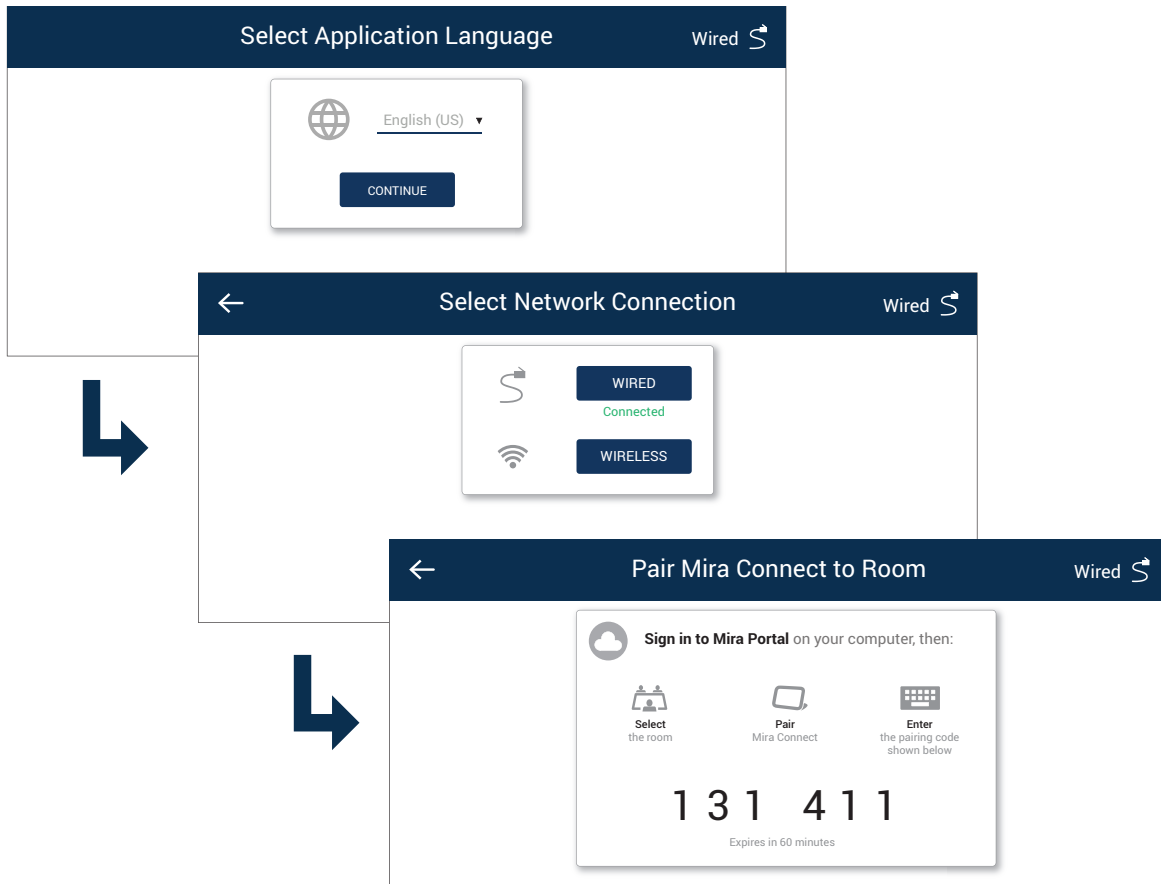 Select Application Language
Wired
English (US)
CONTINUE
Select Network Connection
Wired
WIRED
Connected
WIRELESS
Pair Mira Connect to Room
Wired
Sign in to Mira Portal on your computer, then:
Select
the room
Pair
Mira Connect
Enter
the pairing code
shown below
131 411
Expires in 60 minutes